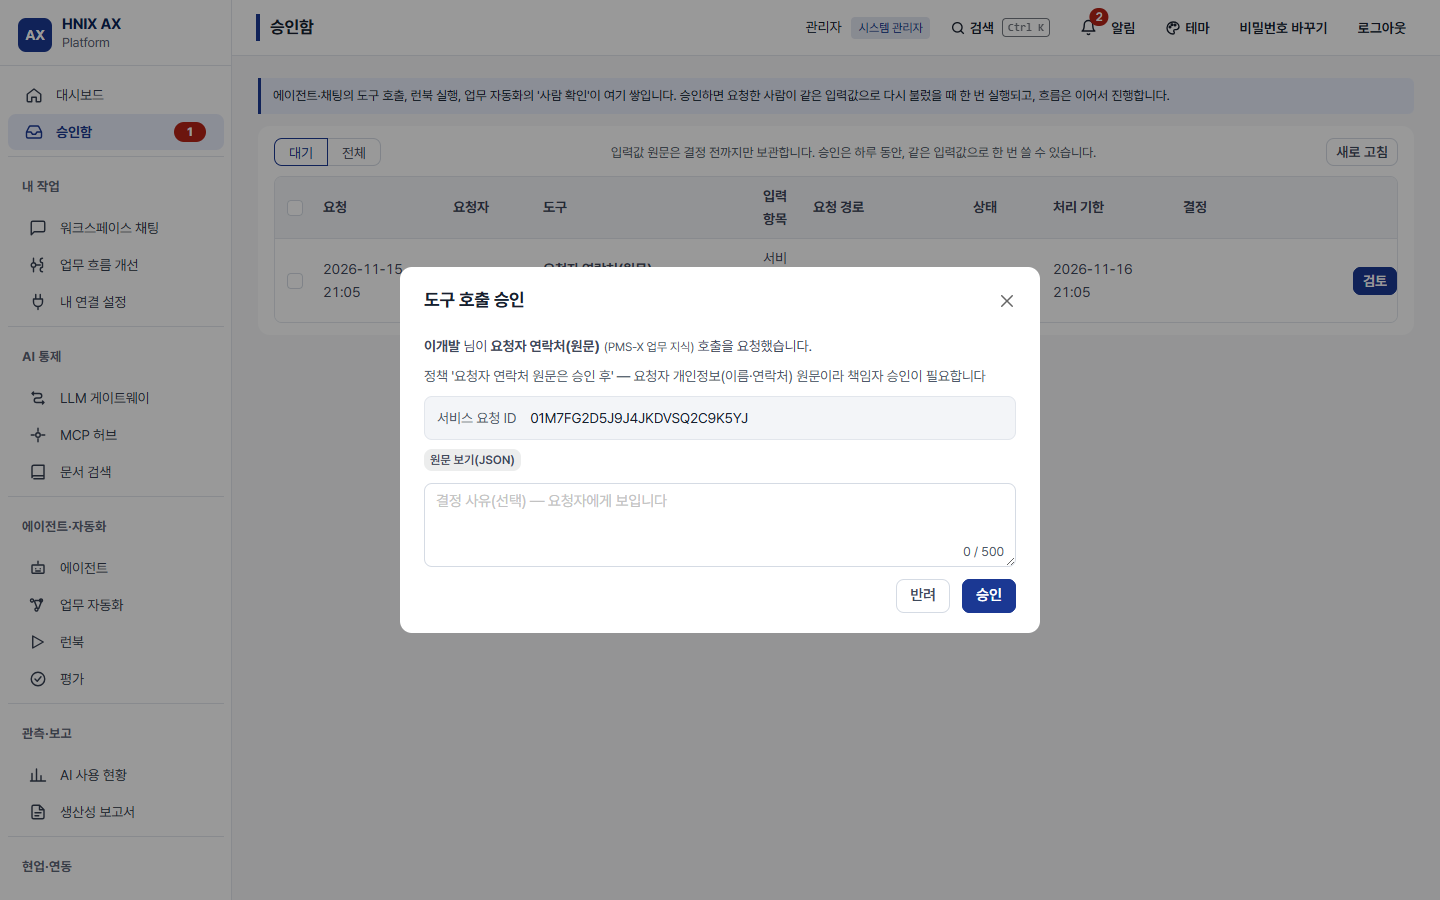 AX
HNIX AX
Platform
대시보드
승인함
1
내 작업
워크스페이스 채팅
업무 흐름 개선
내 연결 설정
AI 통제
LLM 게이트웨이
MCP 허브
문서 검색
에이전트·자동화
에이전트
업무 자동화
런북
평가
관측·보고
AI 사용 현황
생산성 보고서
현업·연동
승인함
관리자
시스템 관리자
검색
Ctrl K
2
알림
테마
비밀번호 바꾸기
로그아웃
에이전트·채팅의 도구 호출, 런북 실행, 업무 자동화의 '사람 확인'이 여기 쌓입니다. 승인하면 요청한 사람이 같은 입력값으로 다시 불렀을 때 한 번 실행되고, 흐름은 이어서 진행합니다.
대기
전체
입력값 원문은 결정 전까지만 보관합니다. 승인은 하루 동안, 같은 입력값으로 한 번 쓸 수 있습니다.
새로 고침
요청
요청자
도구
입력
항목
요청 경로
상태
처리 기한
결정
2026-11-15
21:05
요청자 연락처(원문)
서비
2026-11-16
21:05
검토
도구 호출 승인
이개발 님이 요청자 연락처(원문) (PMS-X 업무 지식) 호출을 요청했습니다.
정책 '요청자 연락처 원문은 승인 후' — 요청자 개인정보(이름·연락처) 원문이라 책임자 승인이 필요합니다
서비스 요청 ID
01M7FG2D5J9J4JKDVSQ2C9K5YJ
원문 보기(JSON)
결정 사유(선택) — 요청자에게 보입니다
0 / 500
반려
승인